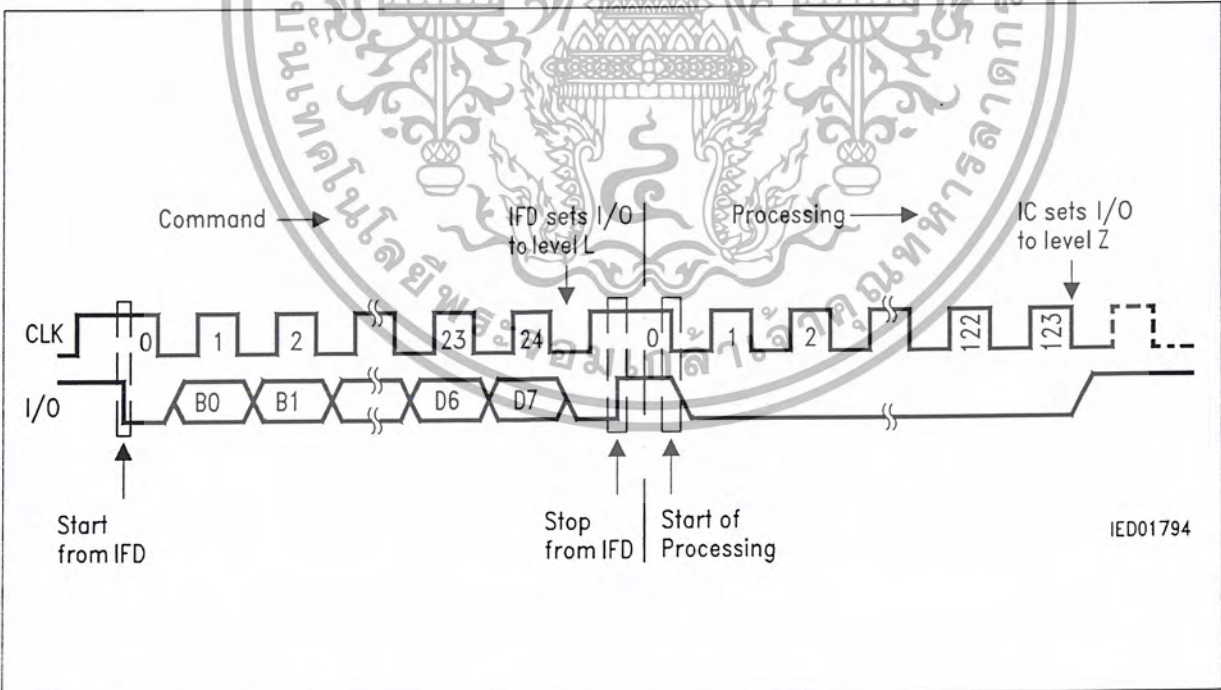 Command
IFD sets I/O
to level L
Processing
IC sets I/O
to level Z
CLK
0 1 2 23 24 0 1 2 122 123
I/O
B0 B1 D6 D7
Start
from IFD
Stop
from IFD
Start of
Processing
IED01794